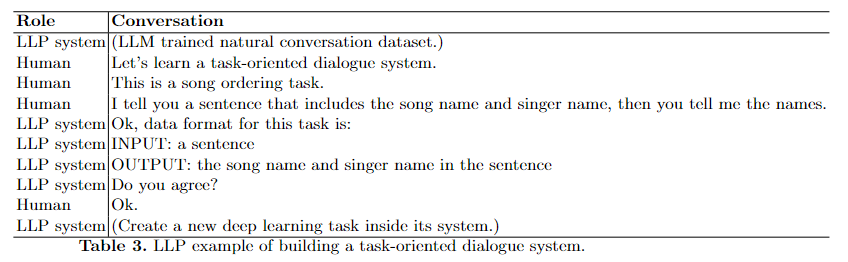 Role Conversation
LLP system (LLM trained natural conversation dataset.)
Human Let's learn a task-oriented dialogue system.
Human This is a song ordering task.
Human I tell you a sentence that includes the song name and singer name, then you tell me the names.
LLP system Ok, data format for this task is:
LLP system INPUT: a sentence
LLP system OUTPUT: the song name and singer name in the sentence
LLP system Do you agree?
Human Ok.
LLP system (Create a new deep learning task inside its system.)
Table 3. LLP example of building a task-oriented dialogue system.